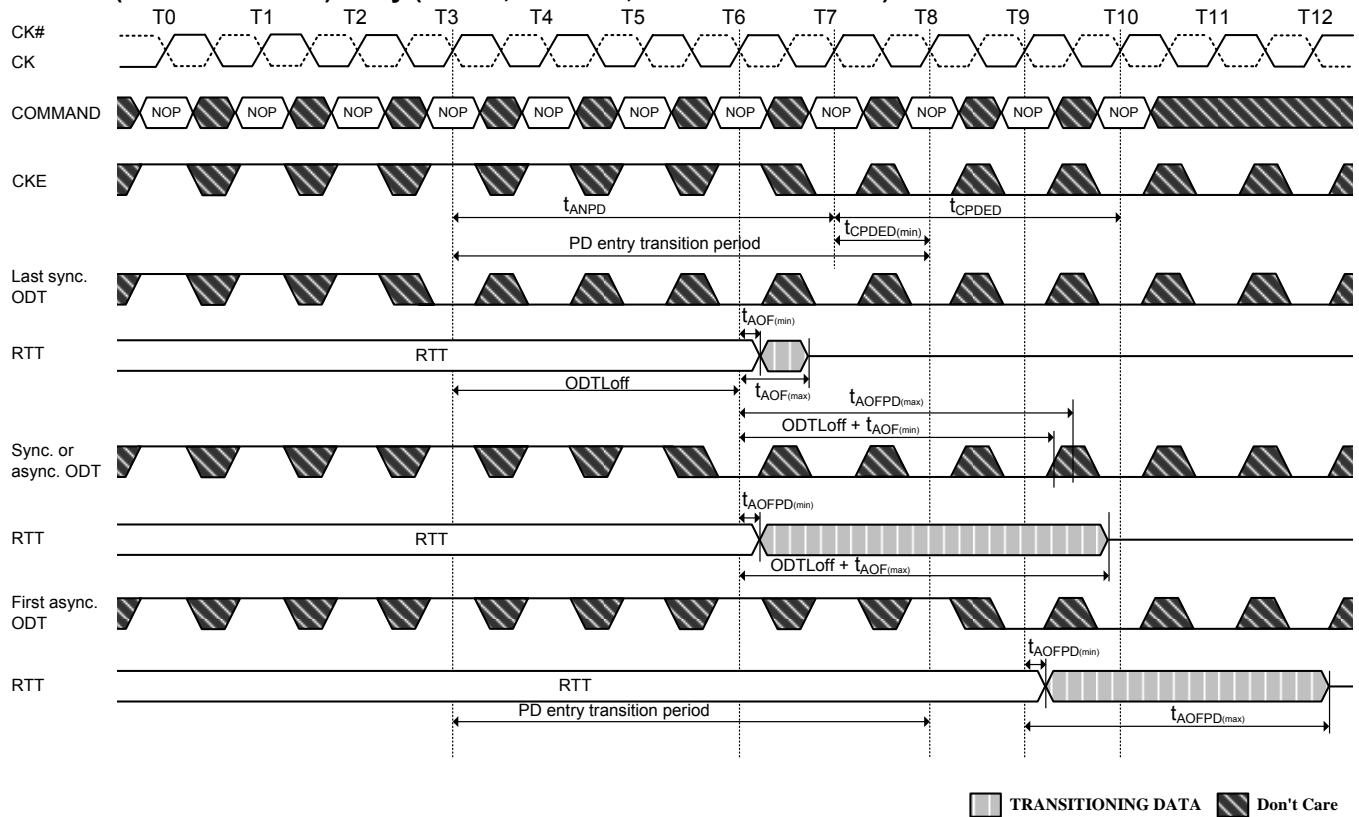 T0 T1 T2 T3 T4 T5 T6 T7 T8 T9 T10 T11 T12
CK#
CK
COMMAND NOP NOP NOP NOP NOP NOP NOP NOP NOP NOP NOP
CKE
tANPD tCPDED
tCPDED(min)
PD entry transition period
Last sync.
ODT
tAOF(min)
RTT RTT
ODTLoff tAOF(max)
tAOFPD(max)
ODTLoff + tAOF(min)
Sync. or
async. ODT
tAOFPD(min)
RTT RTT
ODTLoff + tAOF(max)
First async.
ODT
tAOFPD(min)
RTT RTT
PD entry transition period tAOFPD(max)
TRANSITIONING DATA Don't Care